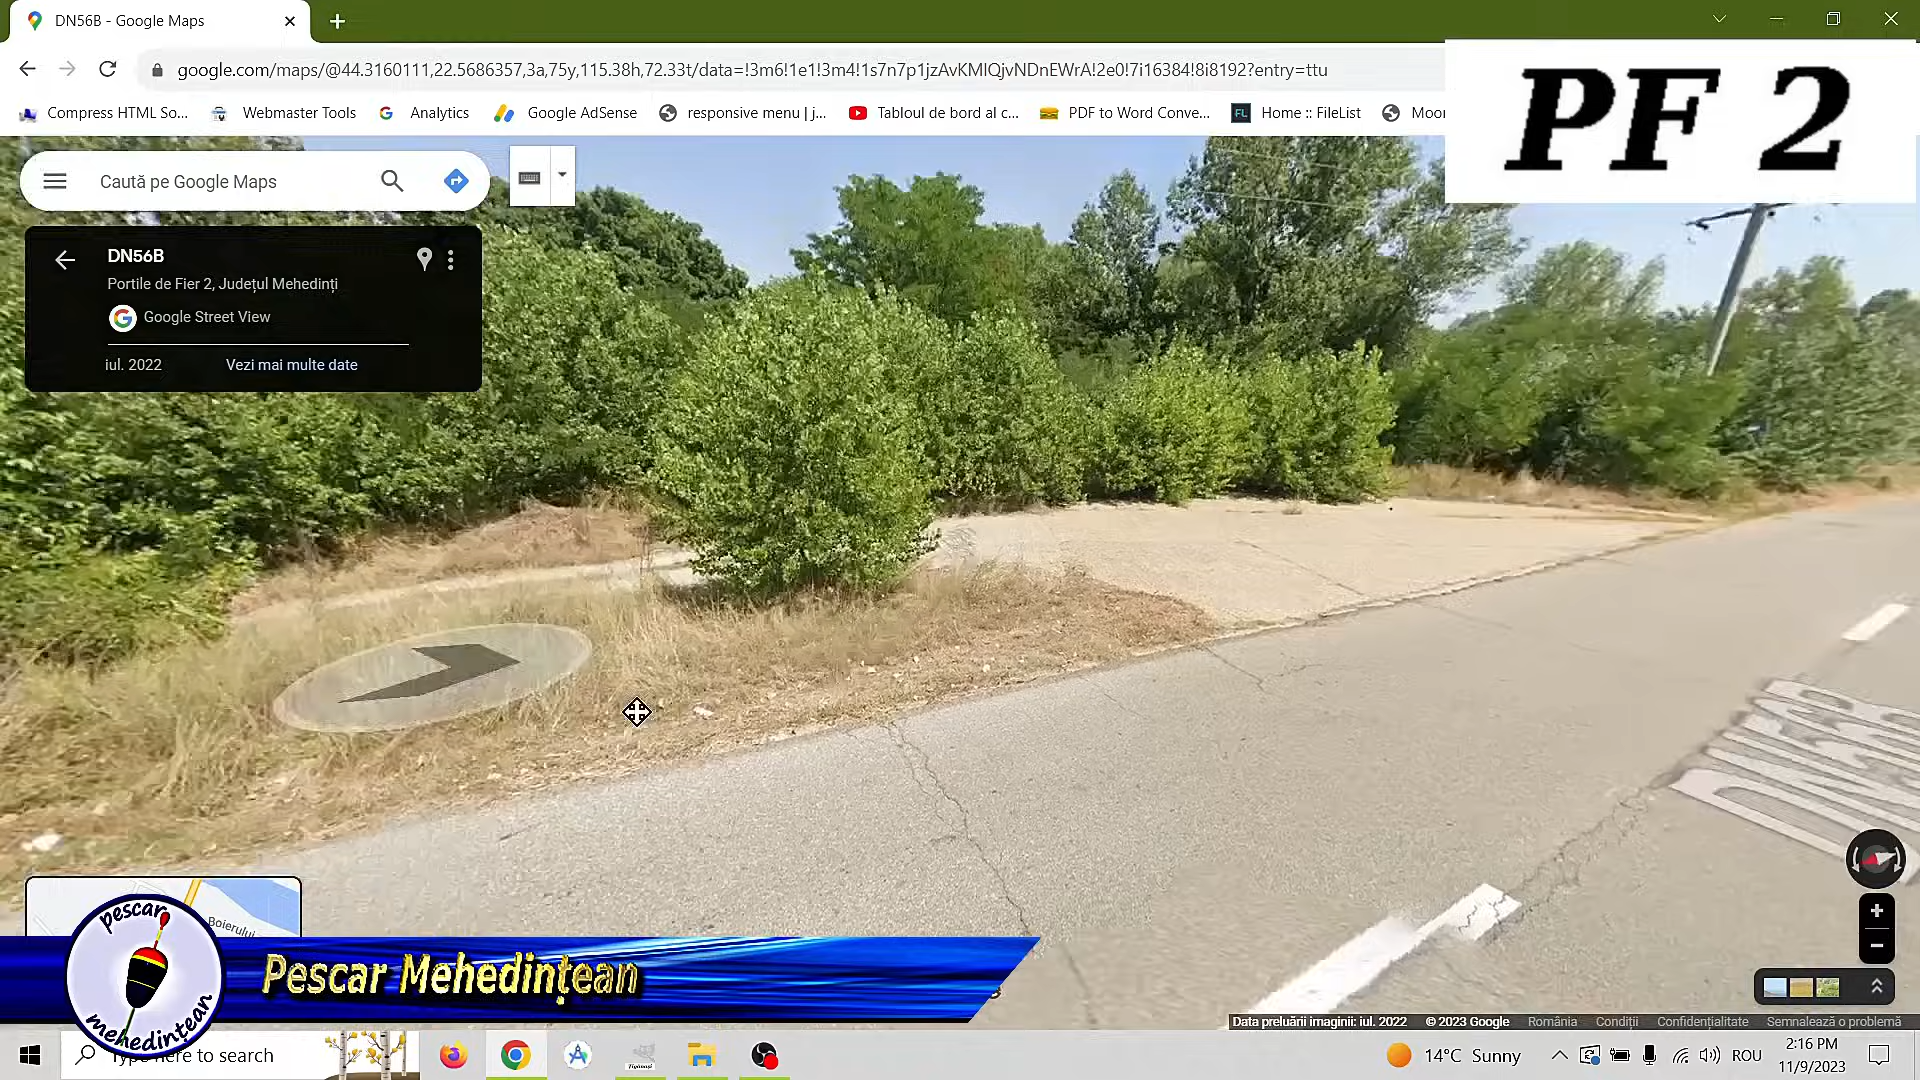 DN56B - Google Maps
google.com/maps/@44.3160111,22.5686357,3a,75y,115.38h,72.33t/data=!3m6!1e1!3m4!1s7n7p1jzAvKMlQjvNDnEWrA!2e0!7i16384!8i8192?entry=ttu
PF 2
Compress HTML So... Webmaster Tools Analytics Google AdSense responsive menu | j... Tabloul de bord al c... PDF to Word Conve... FL Home :: FileList Moor
Caută pe Google Maps
DN56B
Portile de Fier 2, Județul Mehedinți
Google Street View
iul. 2022 Vezi mai multe date
Boierului
pescar
mehedințean
Pescar Mehedințean
Data preluării imaginii: iul. 2022 © 2023 Google România Condiții Confidențialitate Semnalează o problemă
Type here to search
14°C Sunny
ROU
2:16 PM
11/9/2023